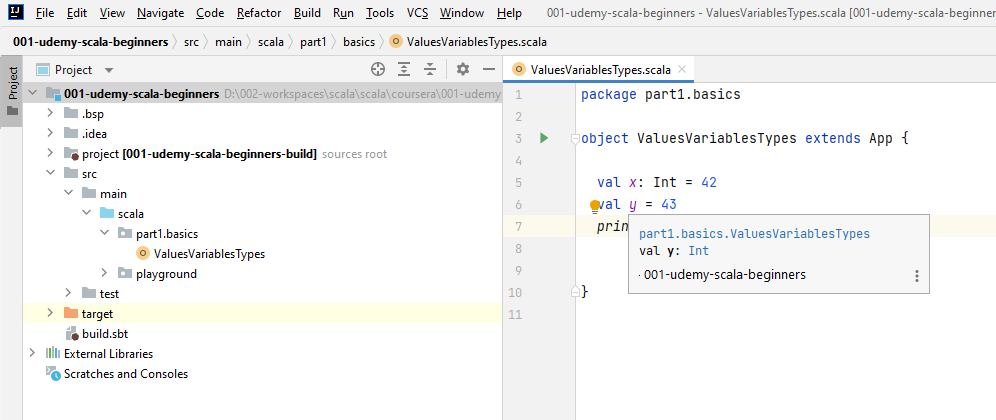 IJ File Edit View Navigate Code Refactor Build Run Tools VCS Window Help 001-udemy-scala-beginners - ValuesVariablesTypes.scala [001-udemy-scala-beginner
001-udemy-scala-beginners src main scala part1 basics ValuesVariablesTypes.scala
Project
Project
001-udemy-scala-beginners D:\002-workspaces\scala\scala\coursera\001-udemy
.bsp
.idea
project [001-udemy-scala-beginners-build] sources root
src
main
scala
part1.basics
ValuesVariablesTypes
playground
test
target
build.sbt
External Libraries
Scratches and Consoles
ValuesVariablesTypes.scala
1 package part1.basics
2
3 object ValuesVariablesTypes extends App {
4
5 val x: Int = 42
6 val y = 43
7 prin
8
9
10 }
11
part1.basics.ValuesVariablesTypes
val y: Int
001-udemy-scala-beginners